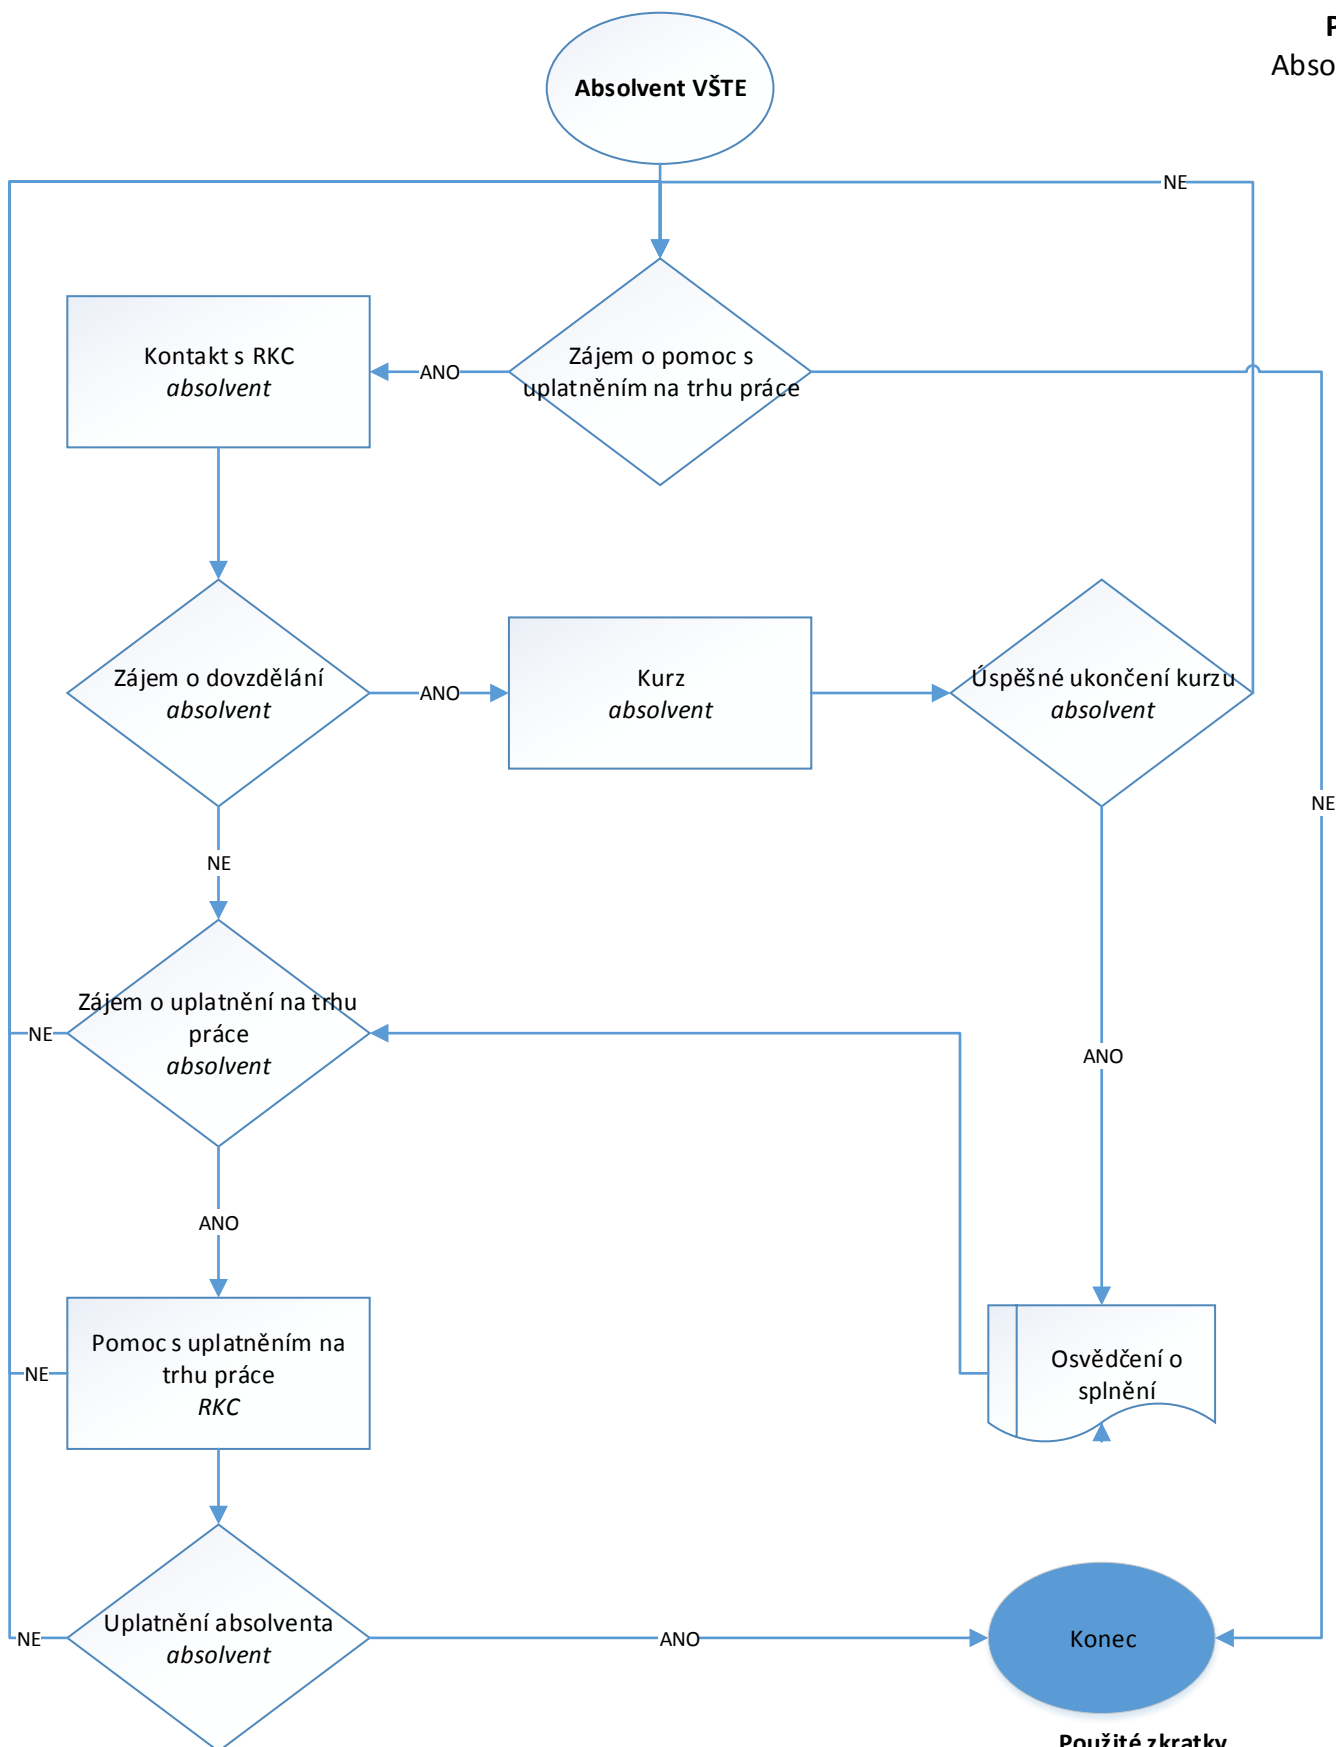 P
Abso
Absolvent VŠTE
NE
Kontakt s RKC
absolvent
ANO
Zájem o pomoc s
uplatněním na trhu práce
Zájem o dovzdělání
absolvent
ANO
Kurz
absolvent
Úspěšné ukončení kurzu
absolvent
NE
NE
Zájem o uplatnění na trhu
práce
absolvent
NE
ANO
ANO
Pomoc s uplatněním na
trhu práce
RKC
NE
Osvědčení o
splnění
Uplatnění absolventa
absolvent
NE
ANO
Konec
Použité zkratky